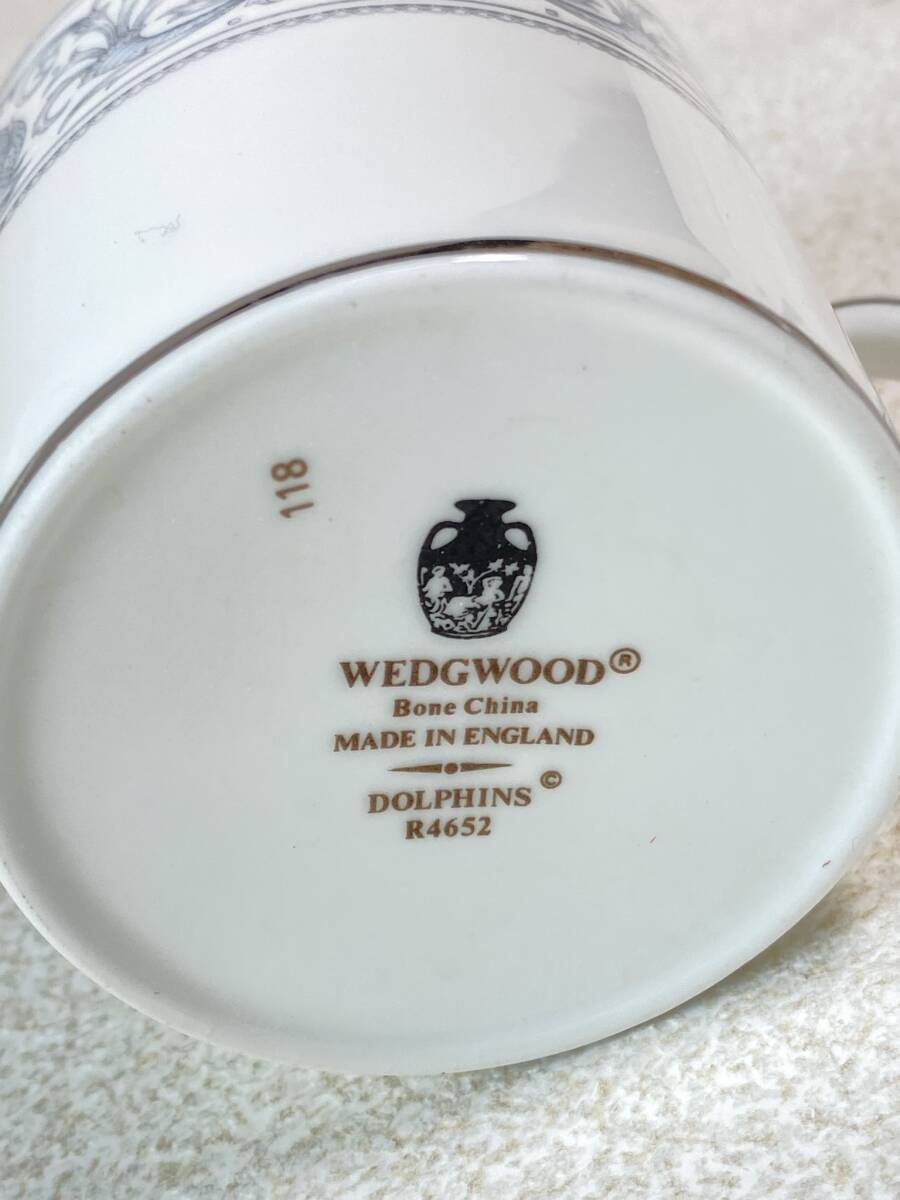 118
WEDGWOOD®
Bone China
MADE IN ENGLAND
DOLPHINS©
R4652